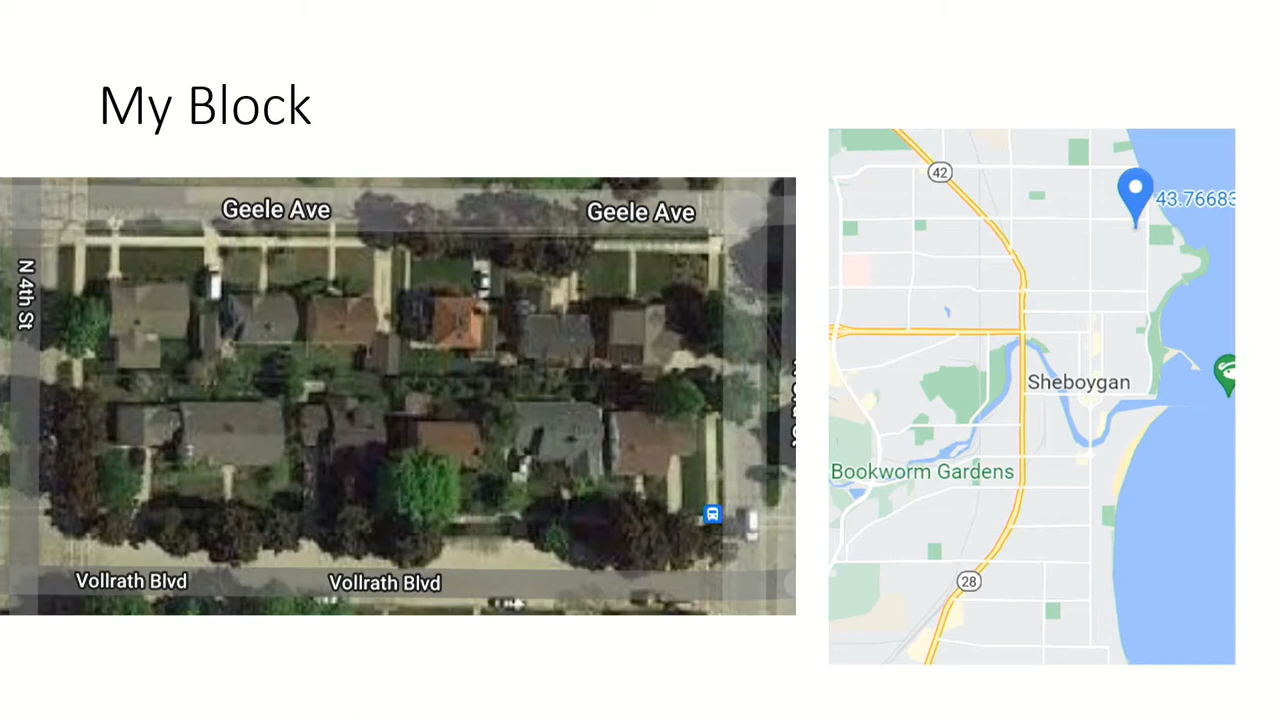 My Block
Geele Ave
Geele Ave
N 4th St
Vollrath Blvd
Vollrath Blvd
42
43.76683
Sheboygan
Bookworm Gardens
28